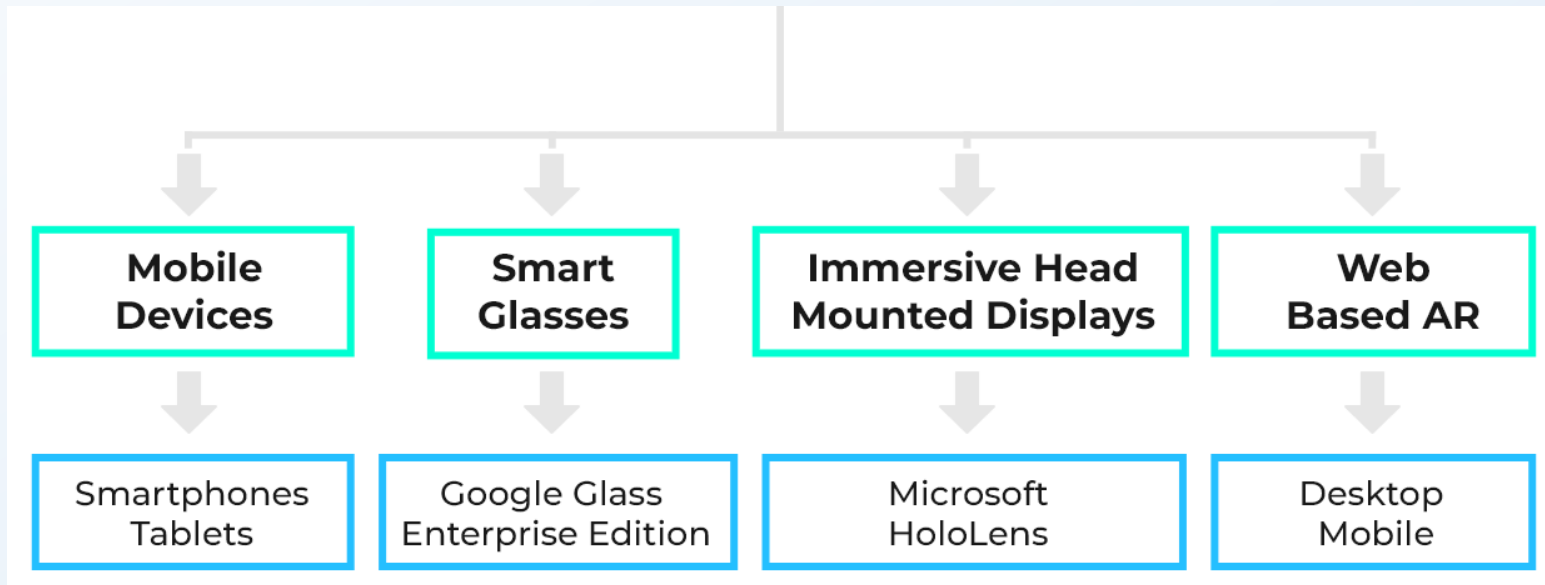 Mobile
Devices
Smart
Glasses
Immersive Head
Mounted Displays
Web
Based AR
Smartphones
Tablets
Google Glass
Enterprise Edition
Microsoft
HoloLens
Desktop
Mobile